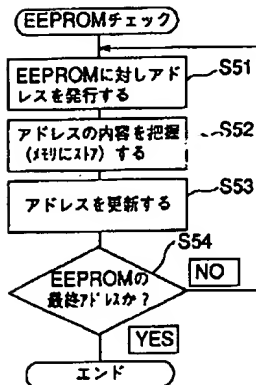 EEPROMチェック
EEPROMに対しアド
レスを発行する
S51
アドレスの内容を把握
(ﾒﾓﾘにｽﾄｱ)する
S52
アドレスを更新する
S53
S54
EEPROMの
最終ｱﾄﾞﾚｽか?
NO
YES
エンド